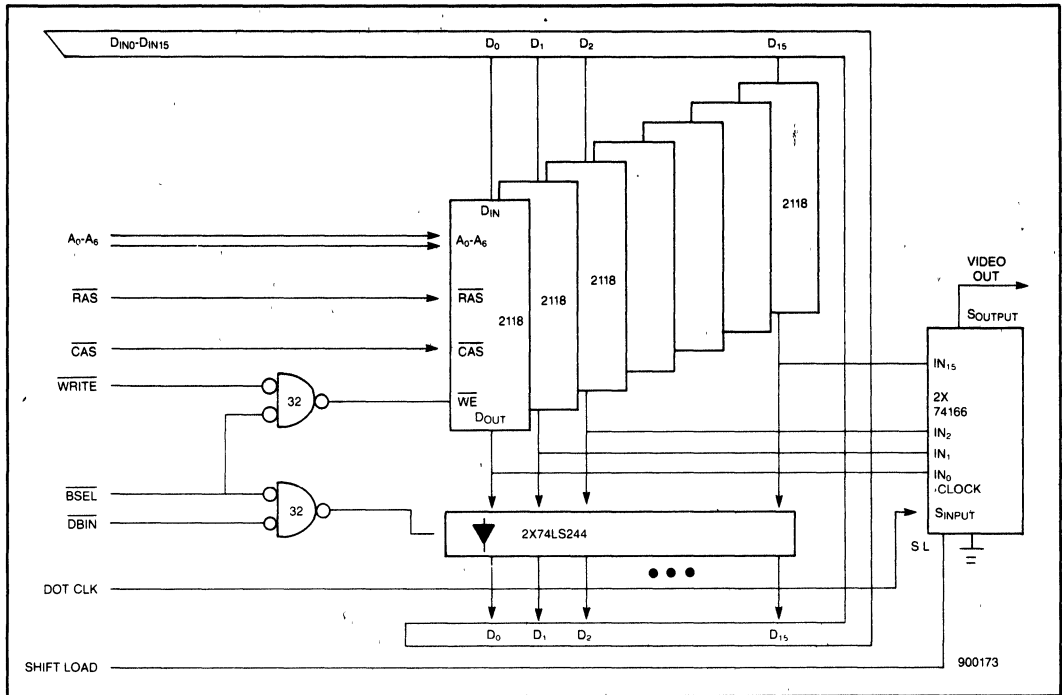 DIN0-DIN15
D0 D1 D2 D15
DIN
A0-A6
A0-A6
RAS
RAS
CAS
CAS
WRITE
32
WE
DOUT
BSEL
DBIN
32
2118
2118
2118
2118
2X74LS244
VIDEO
OUT
SOUTPUT
IN15
2X
74166
IN2
IN1
IN0
CLOCK
SINPUT
S L
DOT CLK
D0 D1 D2 D15
SHIFT LOAD
900173